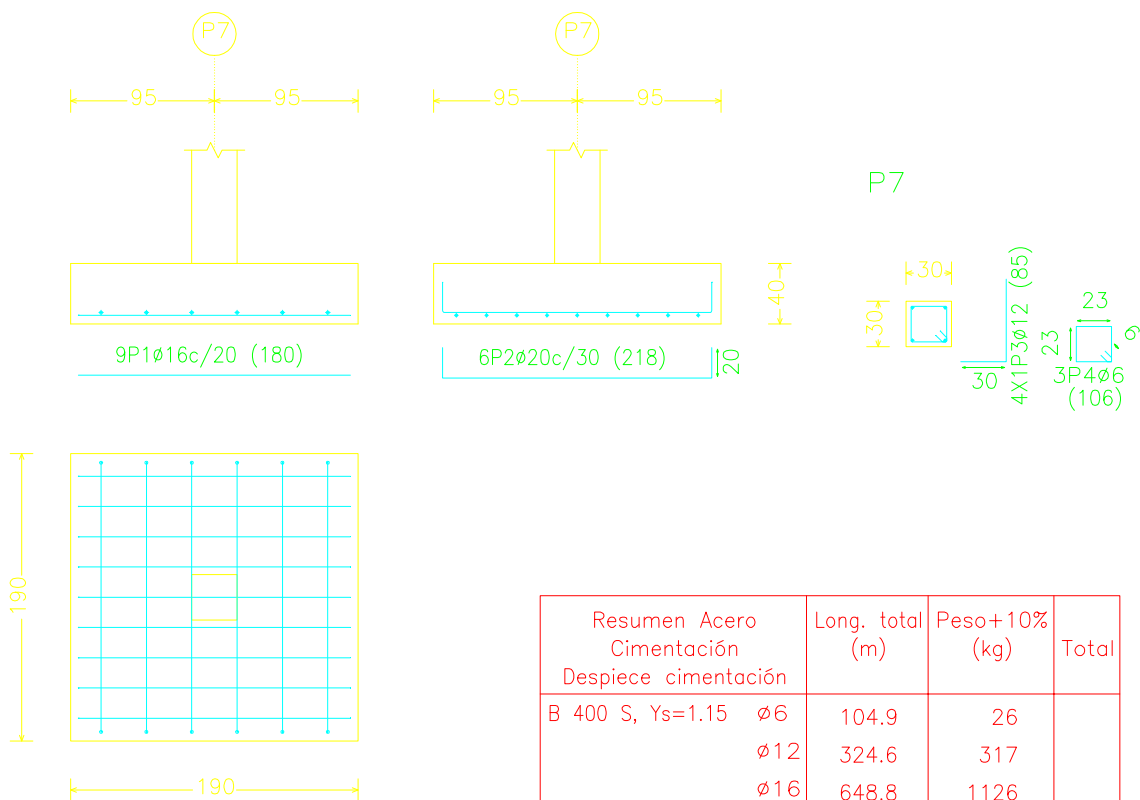 P7
P7
95
95
95
95
P7
40
9P1ø16c/20 (180)
6P2ø20c/30 (218)
20
30
30
30
4X1P3ø12 (85)
23
23
6
3P4ø6
(106)
190
190
Resumen Acero
Cimentación
Despiece cimentación
Long. total
(m)
Peso+10%
(kg)
Total
B 400 S, Ys=1.15 ø6 104.9 26
ø12 324.6 317
ø16 648.8 1126